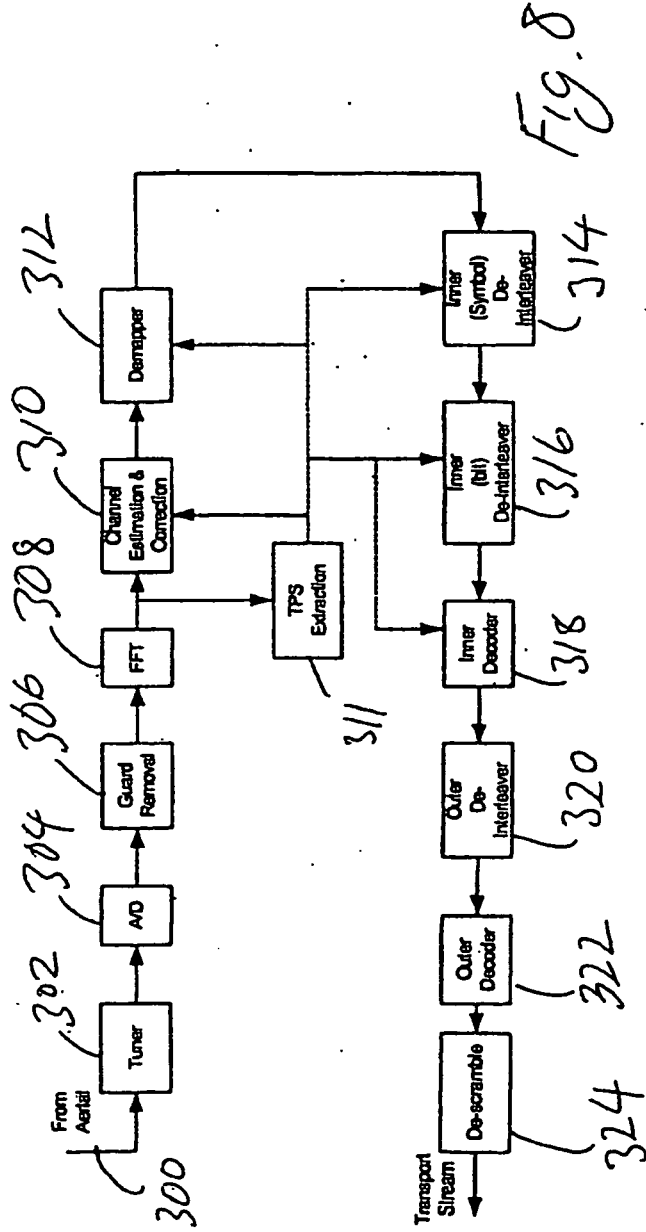 From
Aerial
300
Tuner
302
A/D
304
Guard
Removal
306
FFT
308
Channel
Estimation &
Correction
310
TPS
Extraction
311
Demapper
312
Inner
(Symbol)
De-
Interleaver
314
Inner
(bit)
De-Interleaver
316
Inner
Decoder
318
Outer
De-
Interleaver
320
Outer
Decoder
322
De-scramble
324
Transport
Stream
Fig. 8